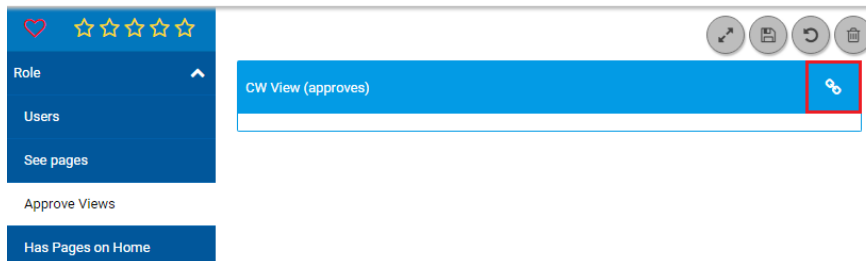 Role
Users
See pages
Approve Views
Has Pages on Home
CW View (approves)